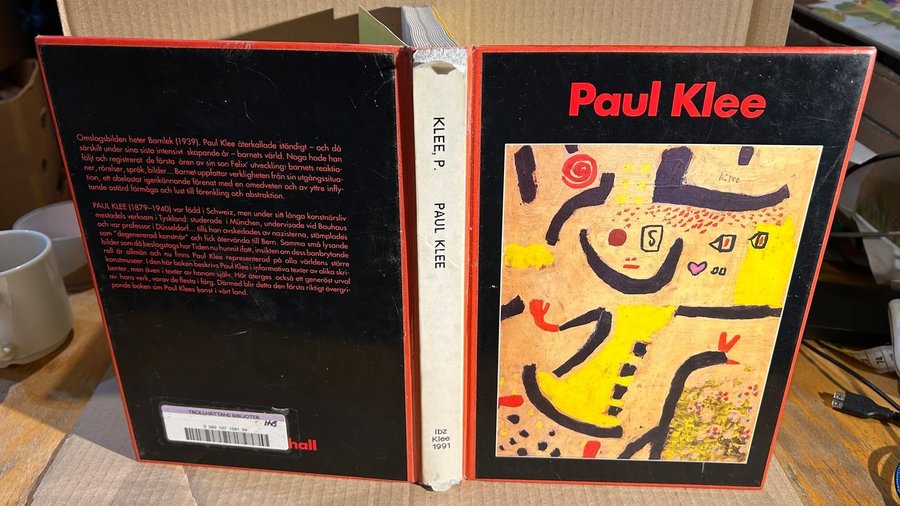 Omslagsbilden heter Barnlek (1939). Paul Klee återkallade ständigt – och då
särskilt under sina sista intensivt skapande år – barnets värld. Noga hade han
följt och registrerat de första åren av sin son Felix' utveckling: barnets reaktio-
ner, rörelser, språk, bilder... Barnet uppfattar verkligheten från sin utgångssitua-
tion, ett obelastat igenkännande förenat med en omedveten och av yttre infly-
tande ostörd förmåga och lust till förenkling och abstraktion.
PAUL KLEE (1879–1940) var född i Schweiz, men under sitt långa konstnärsliv
mestadels verksam i Tyskland: studerade i München, undervisade vid Bauhaus
och var professor i Düsseldorf... tills han avskedades av nazisterna, stämplades
som "degenererad konstnär" och fick återvända till Bern. Samma små lysande
bilder som då beslagstogs har Tiden nu hunnit ifatt, insikten om dess banbrytande
roll är allmän och nu finns Paul Klee representerad på alla världens större
konstmuseer. I den här boken beskrivs Paul Klee i informativa texter av olika skri-
benter, men även i texter av honom själv. Här återges också ett generöst urval
av hans verk, varav de flesta i färg. Därmed blir detta den första riktigt övergri-
pande boken om Paul Klees konst i vårt land.
TROLLHÄTTANS BIBLIOTEK
hall
KLEE, P. PAUL KLEE
Ibz
Klee
1991
Paul Klee
Klee